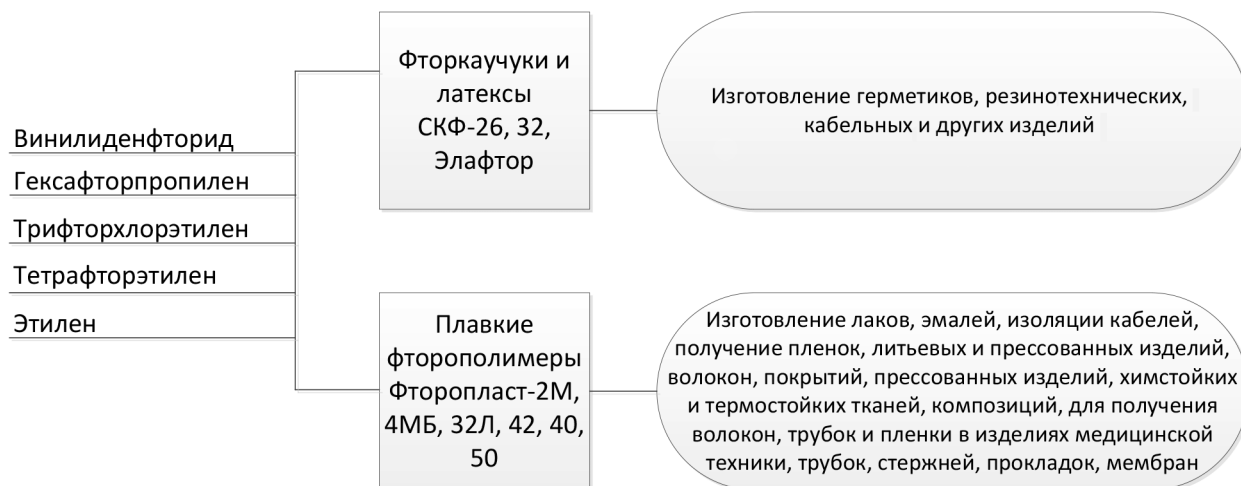 Винилиденфторид
Гексафторпропилен
Трифторхлорэтилен
Тетрафторэтилен
Этилен
Фторкаучуки и
латексы
СКФ-26, 32,
Элафтор
Изготовление герметиков, резинотехнических,
кабельных и других изделий
Плавкие
фторополимеры
Фторопласт-2М,
4МБ, 32Л, 42, 40,
50
Изготовление лаков, эмалей, изоляции кабелей,
получение пленок, литьевых и прессованных изделий,
волокон, покрытий, прессованных изделий, химстойких
и термостойких тканей, композиций, для получения
волокон, трубок и пленки в изделиях медицинской
техники, трубок, стержней, прокладок, мембран